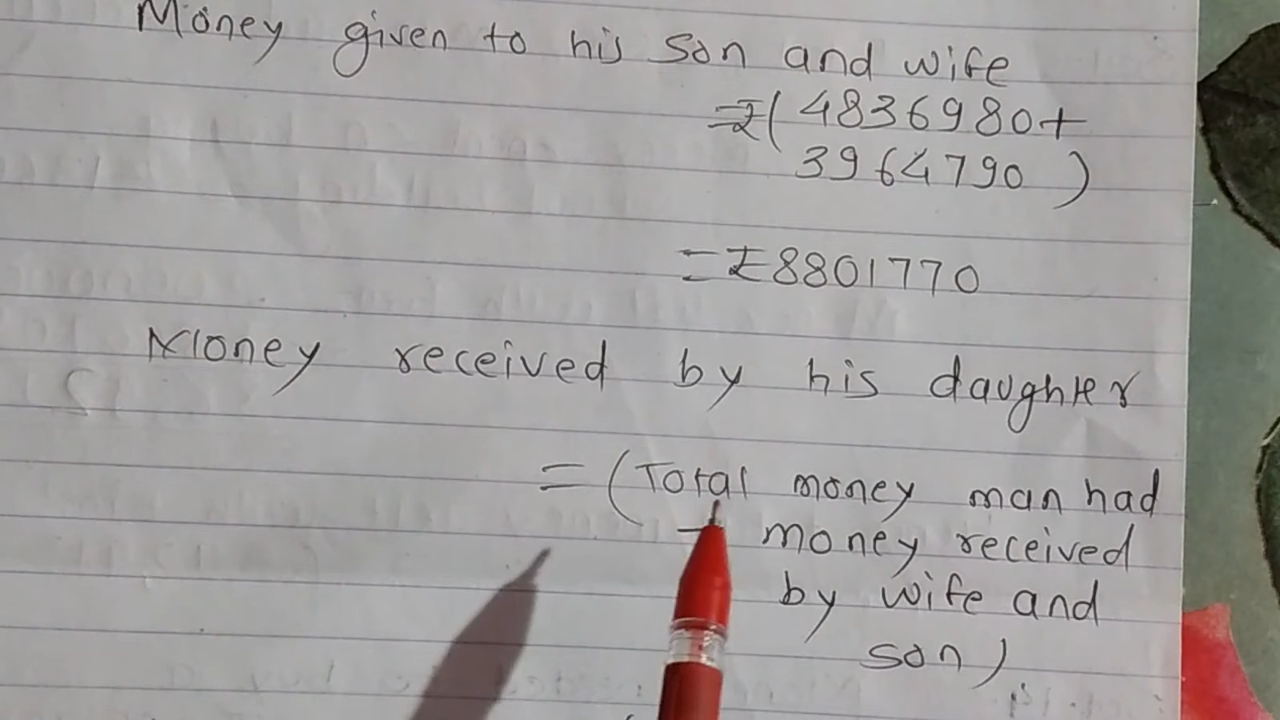 Money given to his son and wife
=₹(4836980+
3964790)
=₹8801770
Money received by his daughter
=(Total money man had
- money received
by wife and
son)